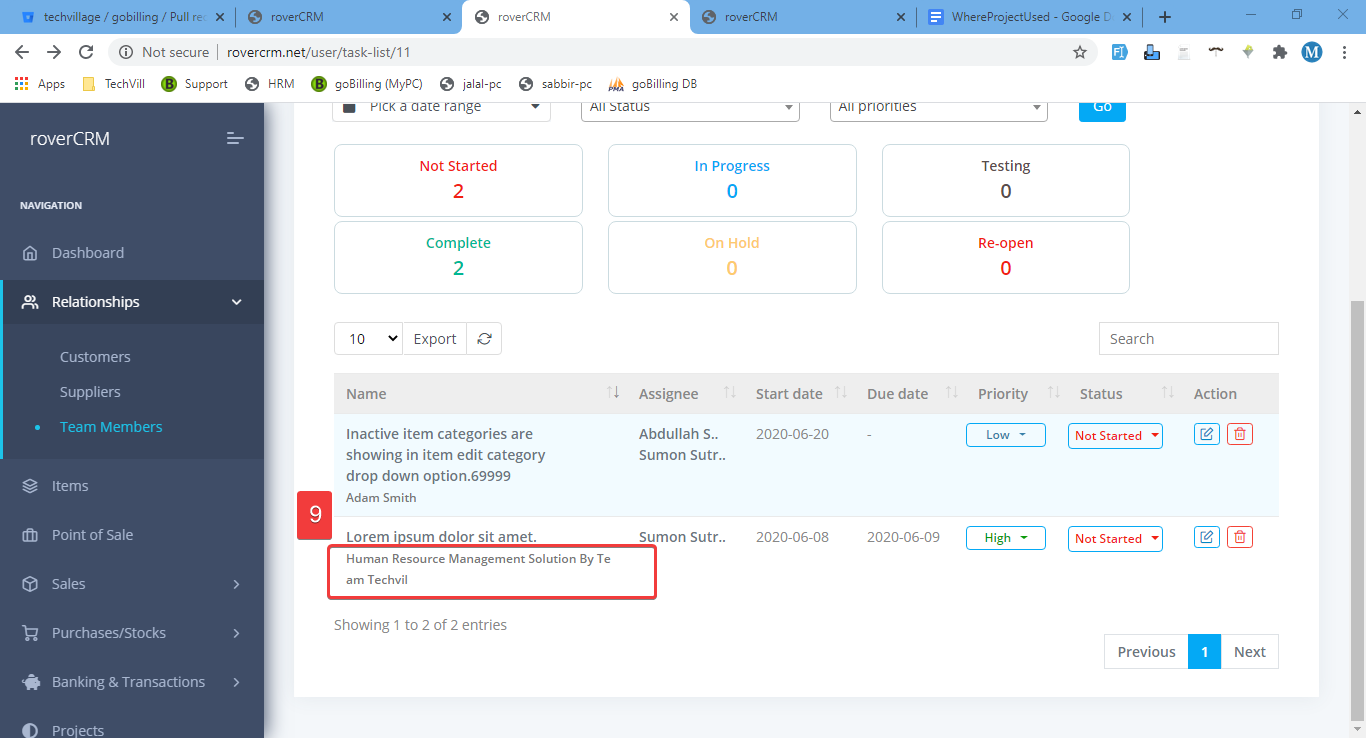 techvillage / gobilling / Pull re
roverCRM
roverCRM
roverCRM
WhereProjectUsed - Google D
Not secure
rovercrm.net/user/task-list/11
M
Apps
TechVill
Support
HRM
goBilling (MyPC)
jalal-pc
sabbir-pc
goBilling DB
roverCRM
NAVIGATION
Dashboard
Relationships
Customers
Suppliers
Team Members
Items
Point of Sale
Sales
Purchases/Stocks
Banking & Transactions
Projects
Pick a date range
All Status
All priorities
Go
Not Started
2
In Progress
0
Testing
0
Complete
2
On Hold
0
Re-open
0
10
Export
Search
Name
Assignee
Start date
Due date
Priority
Status
Action
Inactive item categories are
showing in item edit category
drop down option.69999
Adam Smith
Abdullah S..
Sumon Sutr..
2020-06-20
-
Low
Not Started
9
Lorem ipsum dolor sit amet.
Human Resource Management Solution By Te
am Techvil
Sumon Sutr..
2020-06-08
2020-06-09
High
Not Started
Showing 1 to 2 of 2 entries
Previous
1
Next